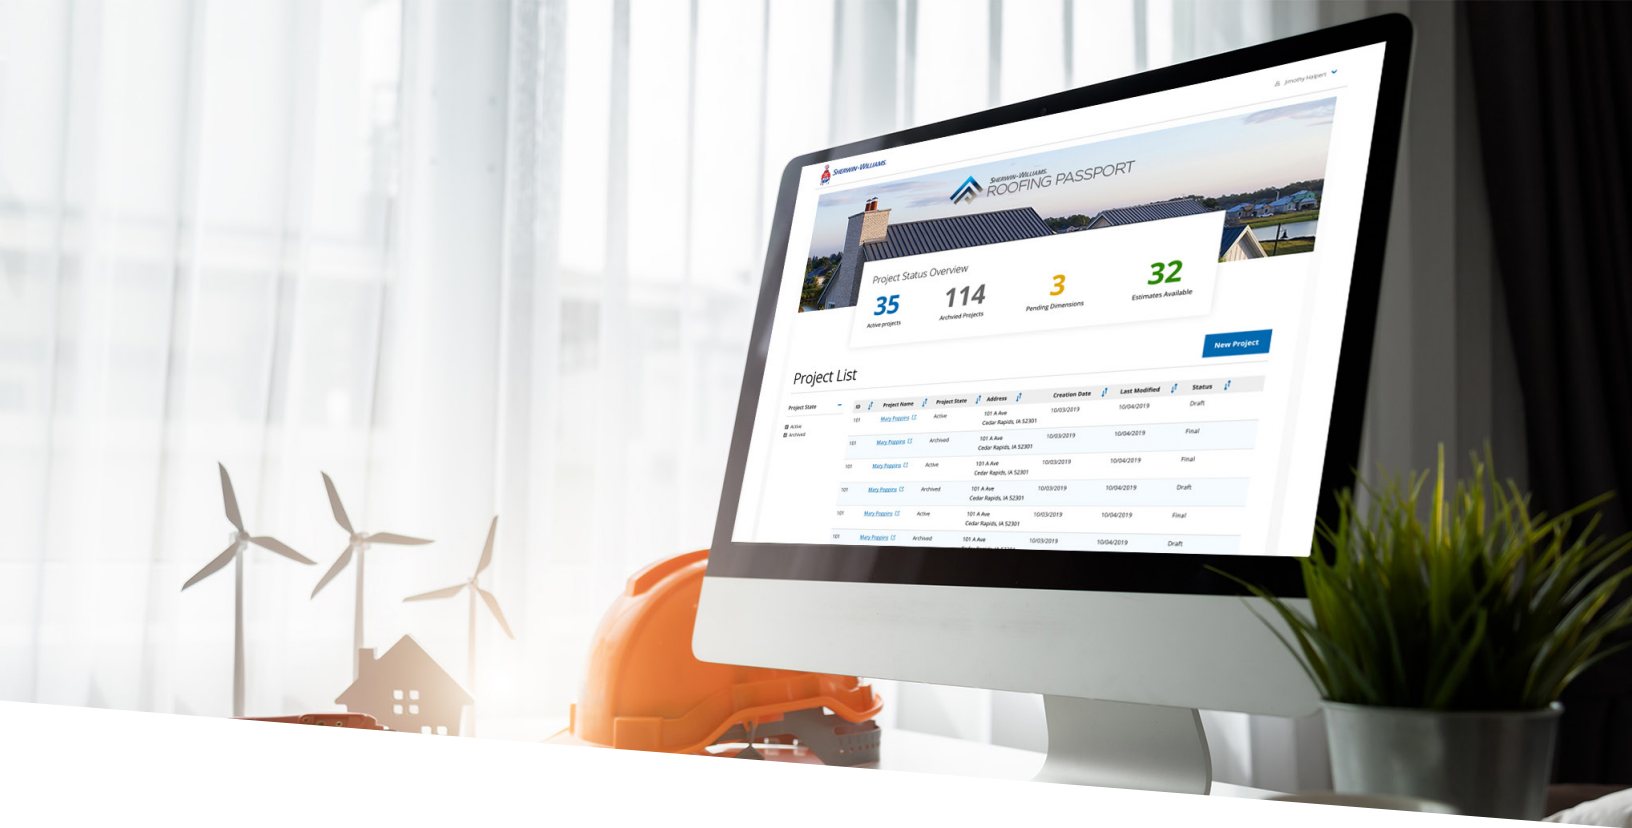 Jimothy Halpert
SHERWIN-WILLIAMS.
SHERWIN-WILLIAMS.
ROOFING PASSPORT
Project Status Overview
35
Active projects
114
Archvied Projects
3
Pending Dimensions
32
Estimates Available
New Project
Project List
Project State
Active
Archived
ID Project Name Project State Address Creation Date Last Modified Status
101 Mary Poppins Active 101 A Ave 10/03/2019 10/04/2019 Draft
Cedar Rapids, IA 52301
101 Mary Poppins Archived 101 A Ave 10/03/2019 10/04/2019 Final
Cedar Rapids, IA 52301
101 Mary Poppins Active 101 A Ave 10/03/2019 10/04/2019 Final
Cedar Rapids, IA 52301
101 Mary Poppins Archived 101 A Ave 10/03/2019 10/04/2019 Draft
Cedar Rapids, IA 52301
101 Mary Poppins Active 101 A Ave 10/03/2019 10/04/2019 Final
Cedar Rapids, IA 52301
101 Mary Poppins Archived 101 A Ave 10/03/2019 10/04/2019 Draft